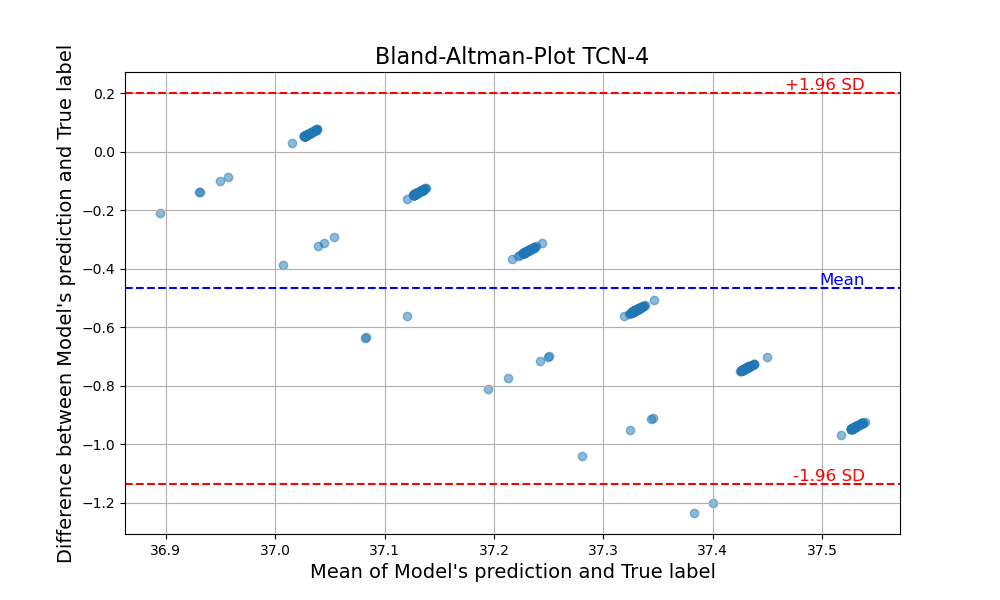 Bland-Altman-Plot TCN-4
Difference between Model's prediction and True label
0.2
0.0
−0.2
−0.4
−0.6
−0.8
−1.0
−1.2
+1.96 SD
Mean
-1.96 SD
36.9 37.0 37.1 37.2 37.3 37.4 37.5
Mean of Model's prediction and True label